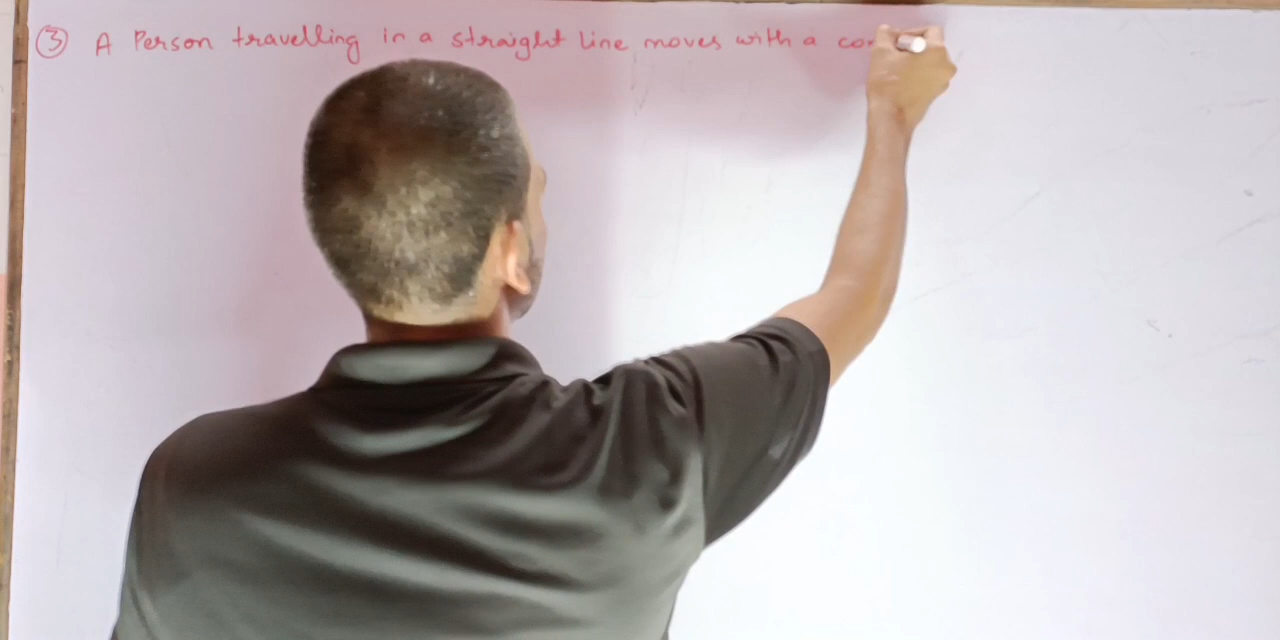 ③ A Person travelling in a straight line moves with a